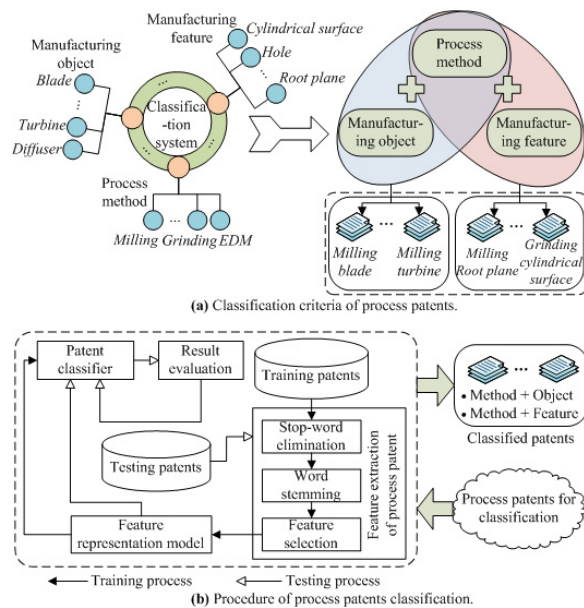 Manufacturing
feature
Cylindrical surface
Hole
...
Root plane
Manufacturing
object
Blade
...
Turbine
Diffuser
Classifica
-tion
system
...
...
...
Process
method
...
Milling Grinding EDM
Process
method
Manufactur-
ing object
Manufactur-
ing feature
...
Milling
blade
Milling
turbine
...
Milling
Root plane
Grinding
cylindrical
surface
(a) Classification criteria of process patents.
Patent
classifier
Result
evaluation
Training patents
Testing patents
Stop-word
elimination
Word
stemming
Feature
selection
Feature extraction
of process patent
Feature
representation model
...
• Method + Object
• Method + Feature
Classified patents
Process patents for
classification
Training process
Testing process
(b) Procedure of process patents classification.